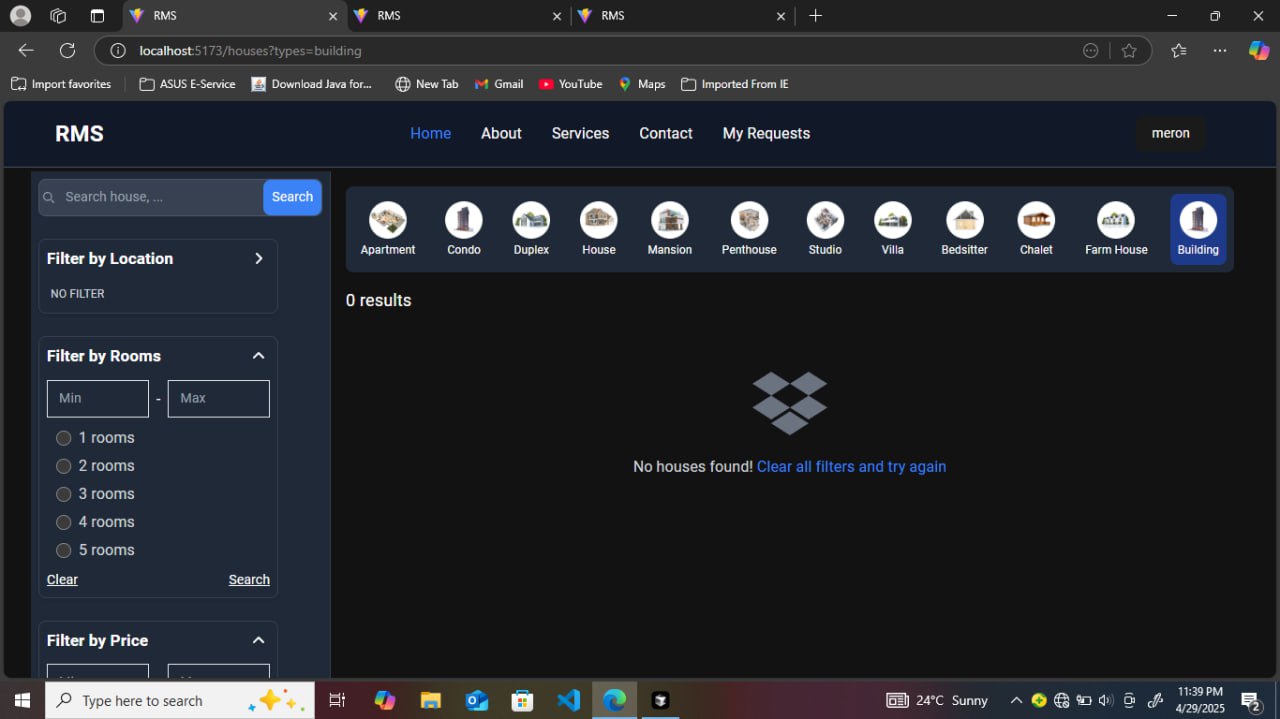 RMS
RMS
RMS
localhost:5173/houses?types=building
Import favorites
ASUS E-Service
Download Java for...
New Tab
Gmail
YouTube
Maps
Imported From IE
RMS
Home
About
Services
Contact
My Requests
meron
Search house, ...
Search
Apartment
Condo
Duplex
House
Mansion
Penthouse
Studio
Villa
Bedsitter
Chalet
Farm House
Building
Filter by Location
NO FILTER
0 results
Filter by Rooms
Min
-
Max
1 rooms
2 rooms
3 rooms
4 rooms
5 rooms
Clear
Search
No houses found! Clear all filters and try again
Filter by Price
Type here to search
24°C Sunny
11:39 PM
4/29/2025
2